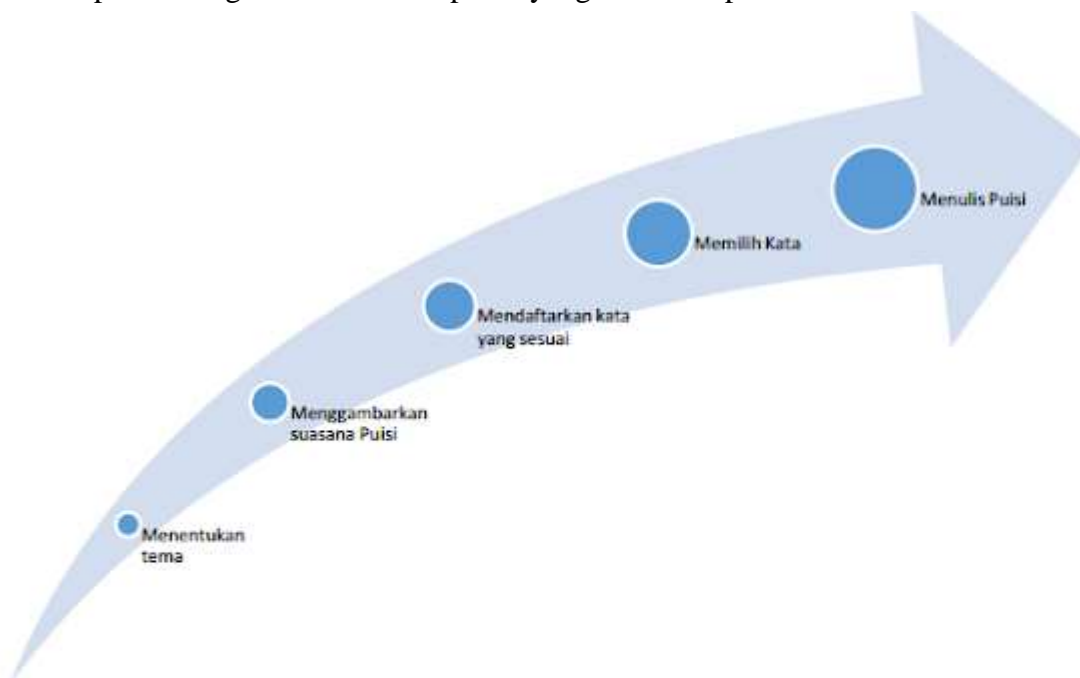 Menulis Puisi
Memilih Kata
Mendaftarkan kata
yang sesuai
Menggambarkan
suasana Puisi
Menentukan
tema